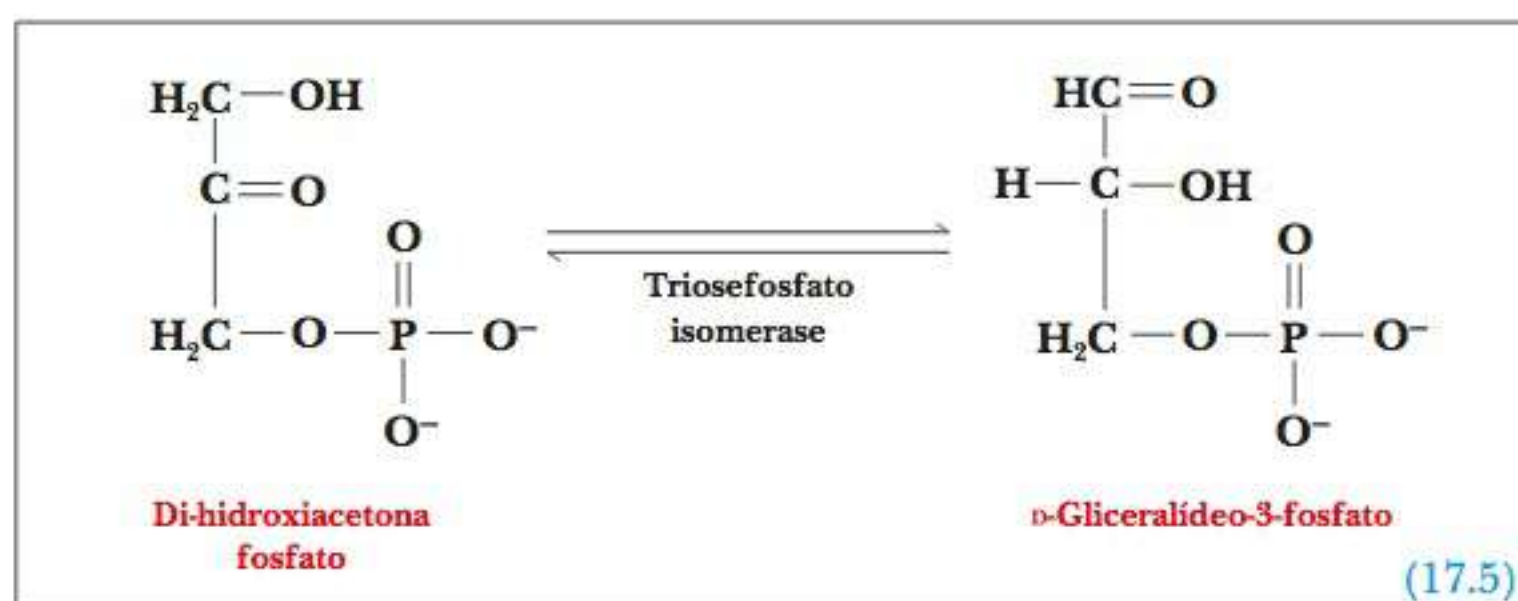 H₂C—OH
C=O
O
H₂C—O—P—O⁻
O⁻
Di-hidroxiacetona
fosfato
Triosefosfato
isomerase
HC=O
H—C—OH
O
H₂C—O—P—O⁻
O⁻
D-Gliceralídeo-3-fosfato
(17.5)